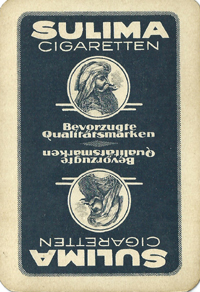 SULIMA
CIGARETTEN
Bevorzugte
Qualitätsmarken
Bevorzugte
Qualitätsmarken
SULIMA
CIGARETTEN